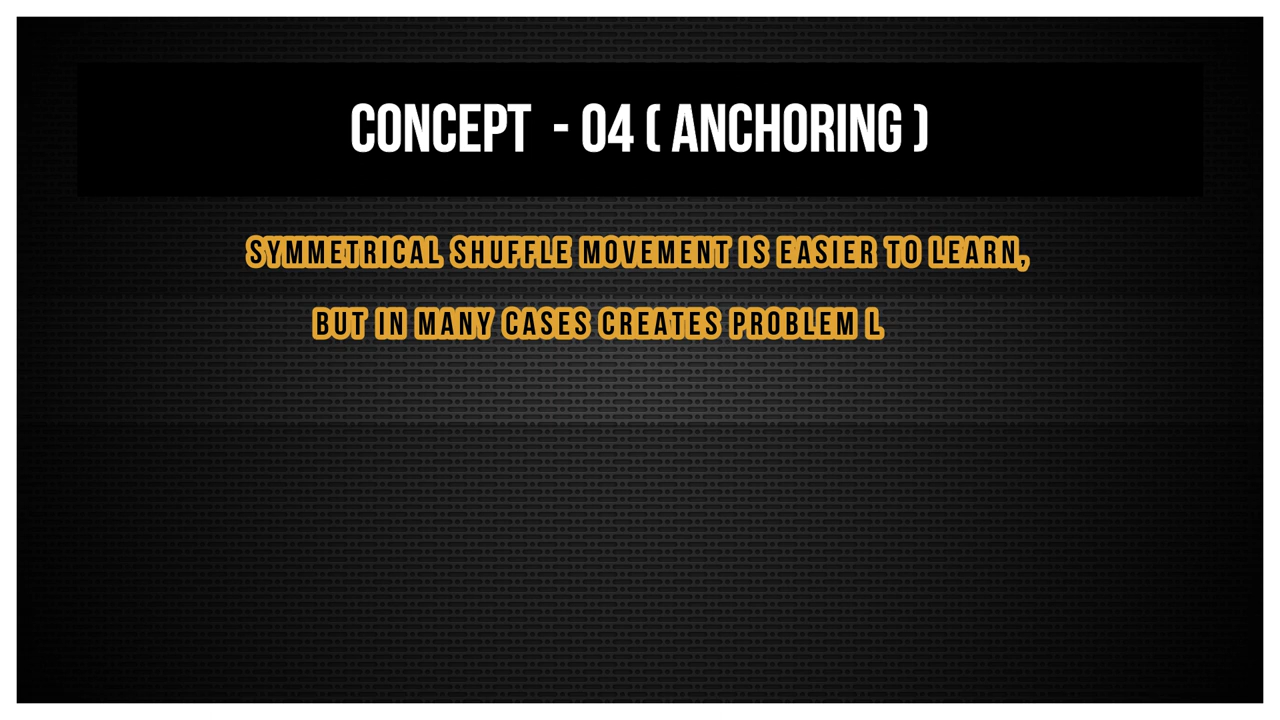 CONCEPT - 04 ( ANCHORING )
SYMMETRICAL SHUFFLE MOVEMENT IS EASIER TO LEARN,
BUT IN MANY CASES CREATES PROBLEM L